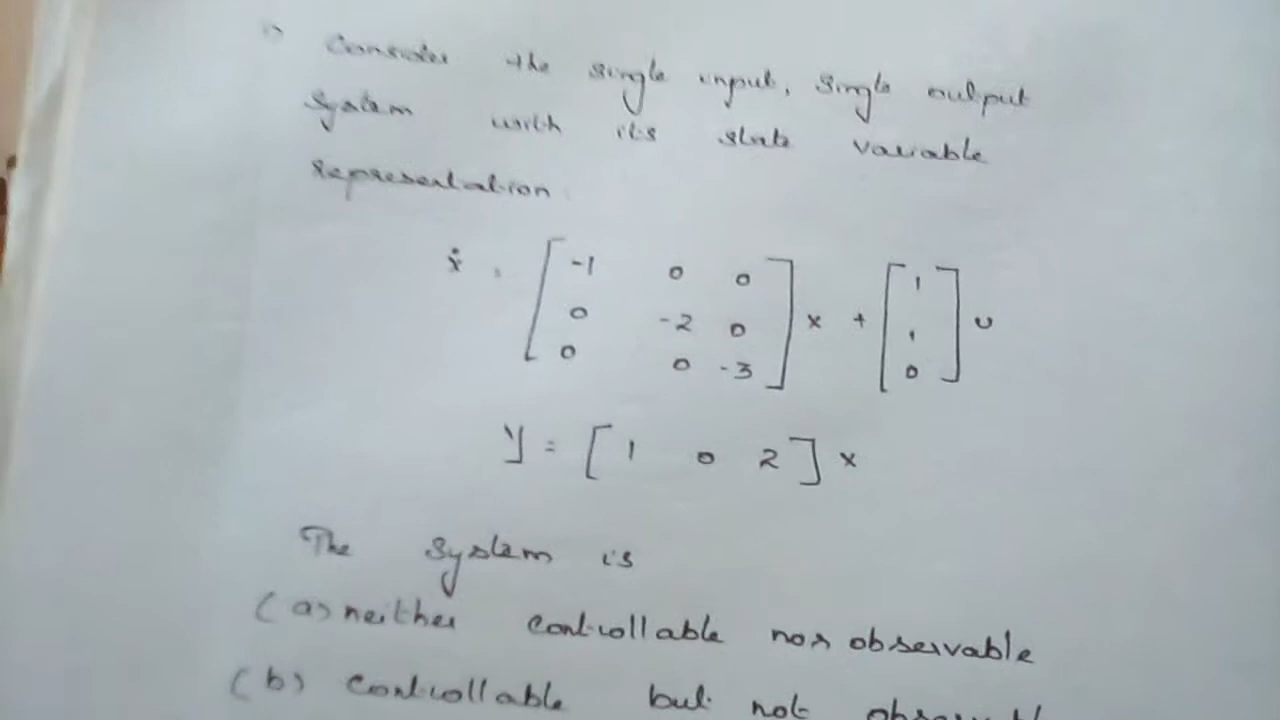 1) Consider the single input, single output
system with its state variable
representation.
ẋ = [ -1 0 0 ; 0 -2 0 ; 0 0 -3 ] x + [ 1 ; 1 ; 0 ] u
y = [ 1 0 2 ] x
The system is
(a) neither controllable nor observable
(b) controllable but not